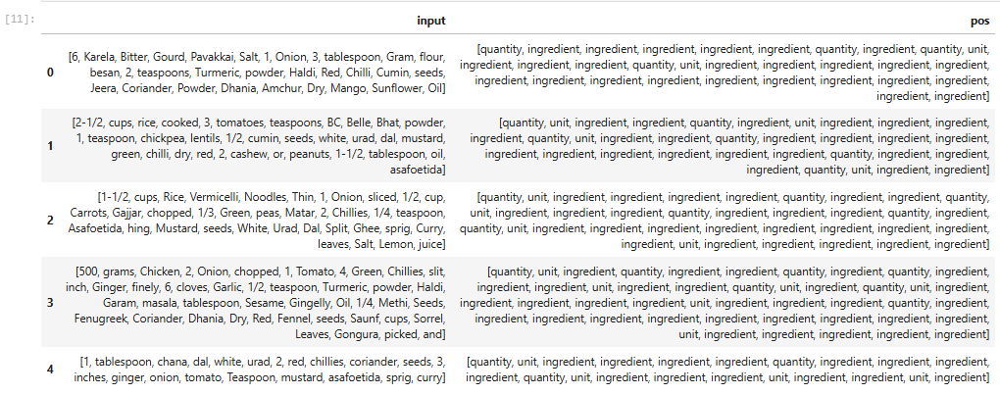 [11]:
input pos
0 [6, Karela, Bitter, Gourd, Pavakkai, Salt, 1, Onion, 3, tablespoon, Gram, flour,
besan, 2, teaspoons, Turmeric, powder, Haldi, Red, Chilli, Cumin, seeds,
Jeera, Coriander, Powder, Dhania, Amchur, Dry, Mango, Sunflower, Oil]
[quantity, ingredient, ingredient, ingredient, ingredient, ingredient, quantity, ingredient, quantity, unit,
ingredient, ingredient, ingredient, quantity, unit, ingredient, ingredient, ingredient, ingredient, ingredient,
ingredient, ingredient, ingredient, ingredient, ingredient, ingredient, ingredient, ingredient, ingredient,
ingredient, ingredient]
1 [2-1/2, cups, rice, cooked, 3, tomatoes, teaspoons, BC, Belle, Bhat, powder,
1, teaspoon, chickpea, lentils, 1/2, cumin, seeds, white, urad, dal, mustard,
green, chilli, dry, red, 2, cashew, or, peanuts, 1-1/2, tablespoon, oil,
asafoetida]
[quantity, unit, ingredient, ingredient, quantity, ingredient, unit, ingredient, ingredient, ingredient,
ingredient, quantity, unit, ingredient, ingredient, quantity, ingredient, ingredient, ingredient, ingredient,
ingredient, ingredient, ingredient, ingredient, ingredient, ingredient, quantity, ingredient, ingredient,
ingredient, quantity, unit, ingredient, ingredient]
2 [1-1/2, cups, Rice, Vermicelli, Noodles, Thin, 1, Onion, sliced, 1/2, cup,
Carrots, Gajjar, chopped, 1/3, Green, peas, Matar, 2, Chillies, 1/4, teaspoon,
Asafoetida, hing, Mustard, seeds, White, Urad, Dal, Split, Ghee, sprig, Curry,
leaves, Salt, Lemon, juice]
[quantity, unit, ingredient, ingredient, ingredient, ingredient, quantity, ingredient, ingredient, quantity,
unit, ingredient, ingredient, ingredient, quantity, ingredient, ingredient, ingredient, quantity, ingredient,
quantity, unit, ingredient, ingredient, ingredient, ingredient, ingredient, ingredient, ingredient, ingredient,
ingredient, unit, ingredient, ingredient, ingredient, ingredient, ingredient]
3 [500, grams, Chicken, 2, Onion, chopped, 1, Tomato, 4, Green, Chillies, slit,
inch, Ginger, finely, 6, cloves, Garlic, 1/2, teaspoon, Turmeric, powder, Haldi,
Garam, masala, tablespoon, Sesame, Gingelly, Oil, 1/4, Methi, Seeds,
Fenugreek, Coriander, Dhania, Dry, Red, Fennel, seeds, Saunf, cups, Sorrel,
Leaves, Gongura, picked, and]
[quantity, unit, ingredient, quantity, ingredient, ingredient, quantity, ingredient, quantity, ingredient,
ingredient, ingredient, unit, ingredient, ingredient, quantity, unit, ingredient, quantity, unit, ingredient,
ingredient, ingredient, ingredient, ingredient, unit, ingredient, ingredient, ingredient, quantity, ingredient,
ingredient, ingredient, ingredient, ingredient, ingredient, ingredient, ingredient, ingredient, ingredient,
unit, ingredient, ingredient, ingredient, ingredient, ingredient]
4 [1, tablespoon, chana, dal, white, urad, 2, red, chillies, coriander, seeds, 3,
inches, ginger, onion, tomato, Teaspoon, mustard, asafoetida, sprig, curry]
[quantity, unit, ingredient, ingredient, ingredient, ingredient, quantity, ingredient, ingredient, ingredient,
ingredient, quantity, unit, ingredient, ingredient, ingredient, unit, ingredient, ingredient, unit, ingredient]